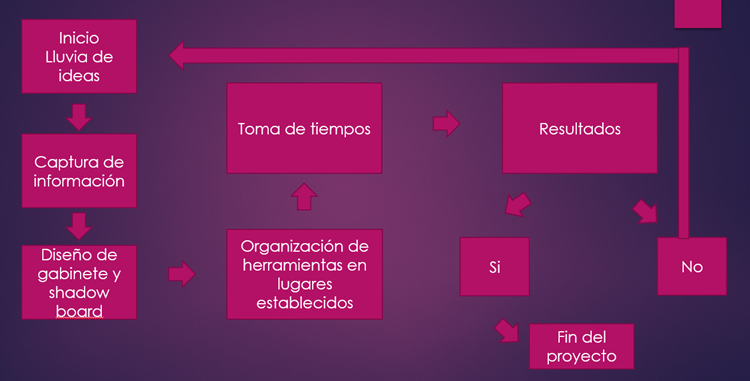 Inicio
Lluvia de
ideas
Captura de
información
Diseño de
gabinete y
shadow
board
Organización de
herramientas en
lugares
establecidos
Toma de tiempos
Resultados
Si
No
Fin del
proyecto